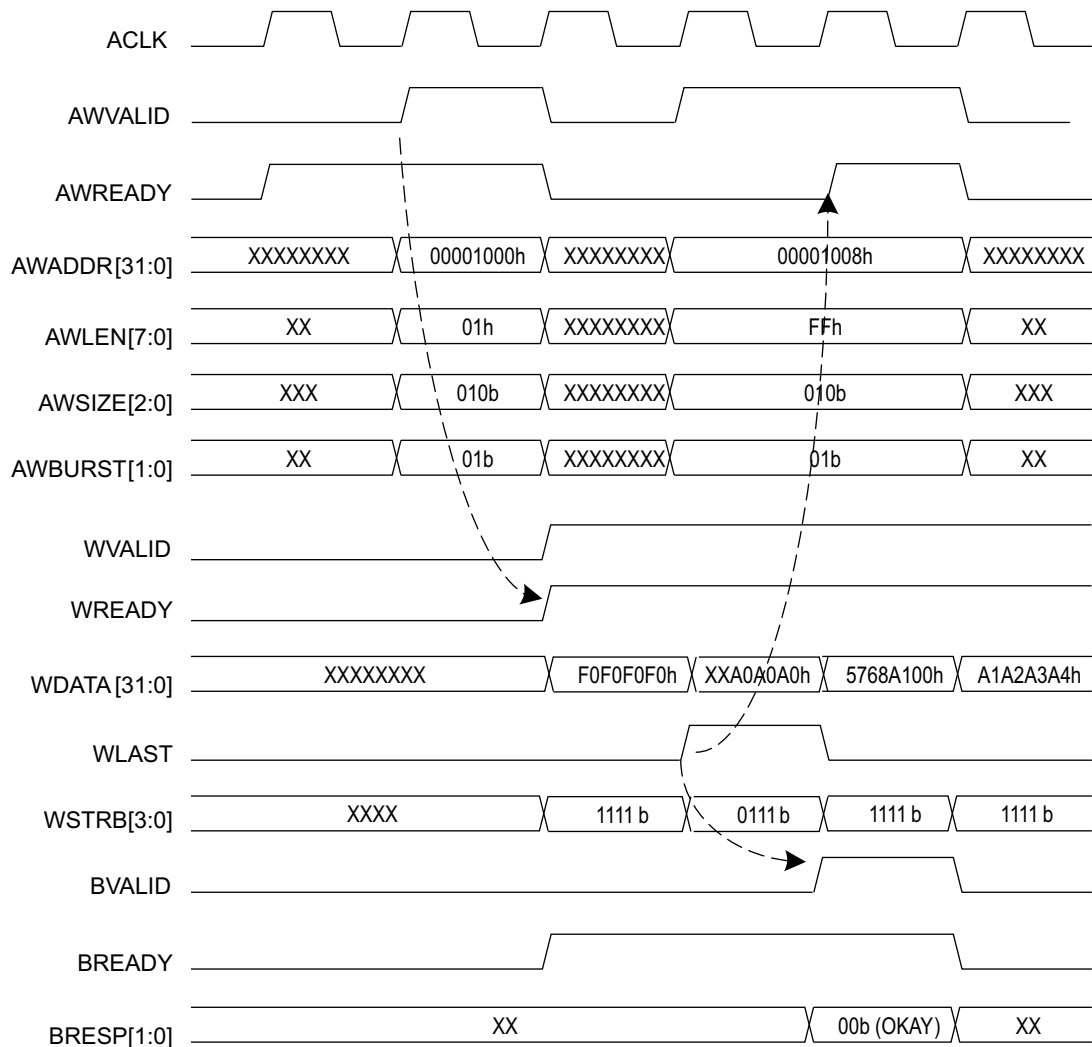 ACLK
AWVALID
AWREADY
AWADDR[31:0] XXXXXXXX 00001000h XXXXXXXX 00001008h XXXXXXXX
AWLEN[7:0] XX 01h XXXXXXXX FFh XX
AWSIZE[2:0] XXX 010b XXXXXXXX 010b XXX
AWBURST[1:0] XX 01b XXXXXXXX 01b XX
WVALID
WREADY
WDATA[31:0] XXXXXXXX F0F0F0F0h XXA0A0A0h 5768A100h A1A2A3A4h
WLAST
WSTRB[3:0] XXXX 1111 b 0111 b 1111 b 1111 b
BVALID
BREADY
BRESP[1:0] XX 00b (OKAY) XX